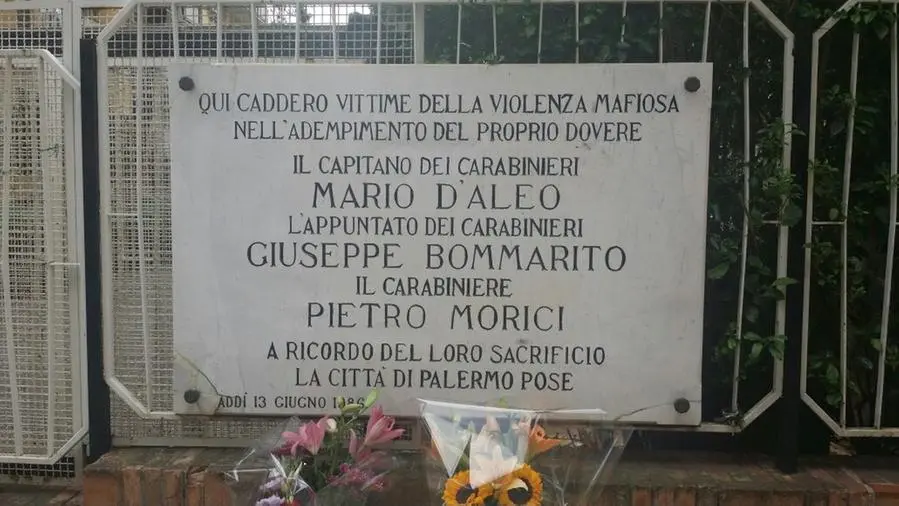 QUI CADDERO VITTIME DELLA VIOLENZA MAFIOSA
NELL'ADEMPIMENTO DEL PROPRIO DOVERE
IL CAPITANO DEI CARABINIERI
MARIO D'ALEO
L'APPUNTATO DEI CARABINIERI
GIUSEPPE BOMMARITO
IL CARABINIERE
PIETRO MORICI
A RICORDO DEL LORO SACRIFICIO
LA CITTÀ DI PALERMO POSE
ADDÌ 13 GIUGNO